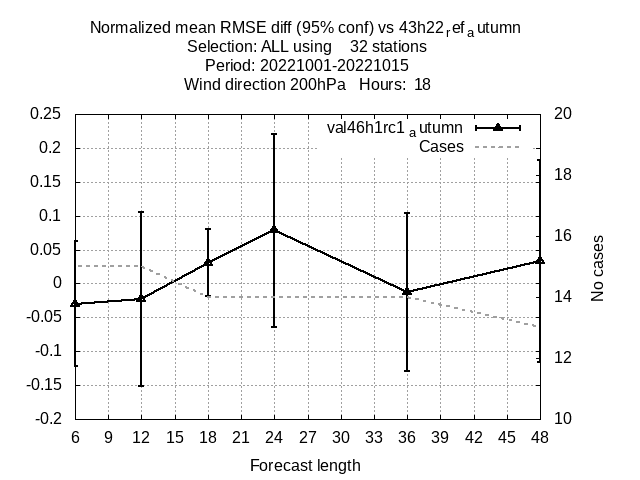 Normalized mean RMSE diff (95% conf) vs 43h22refautumn
Selection: ALL using 32 stations
Period: 20221001-20221015
Wind direction 200hPa Hours: 18
val46h1rc1autumn
Cases
0.25
0.2
0.15
0.1
0.05
0
-0.05
-0.1
-0.15
-0.2
20
18
16
14
12
10
No cases
6 9 12 15 18 21 24 27 30 33 36 39 42 45 48
Forecast length